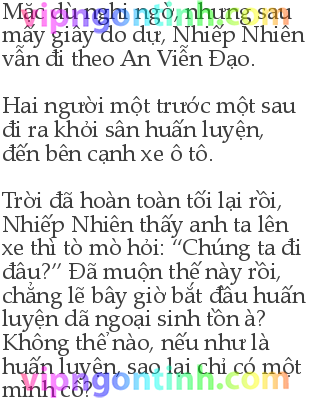 Mặc dù nghi ngờ, nhưng sau
mấy giây do dự, Nhiếp Nhiên
vẫn đi theo An Viễn Đạo.
Hai người một trước một sau
đi ra khỏi sân huấn luyện,
đến bên cạnh xe ô tô.
Trời đã hoàn toàn tối lại rồi,
Nhiếp Nhiên thấy anh ta lên
xe thì tò mò hỏi: “Chúng ta đi
đâu?” Đã muộn thế này rồi,
chẳng lẽ bây giờ bắt đầu huấn
luyện dã ngoại sinh tồn à?
Không thể nào, nếu như là
huấn luyện, sao lại chỉ có một
mình cô?
vipngontinh.com
vipngontinh.com